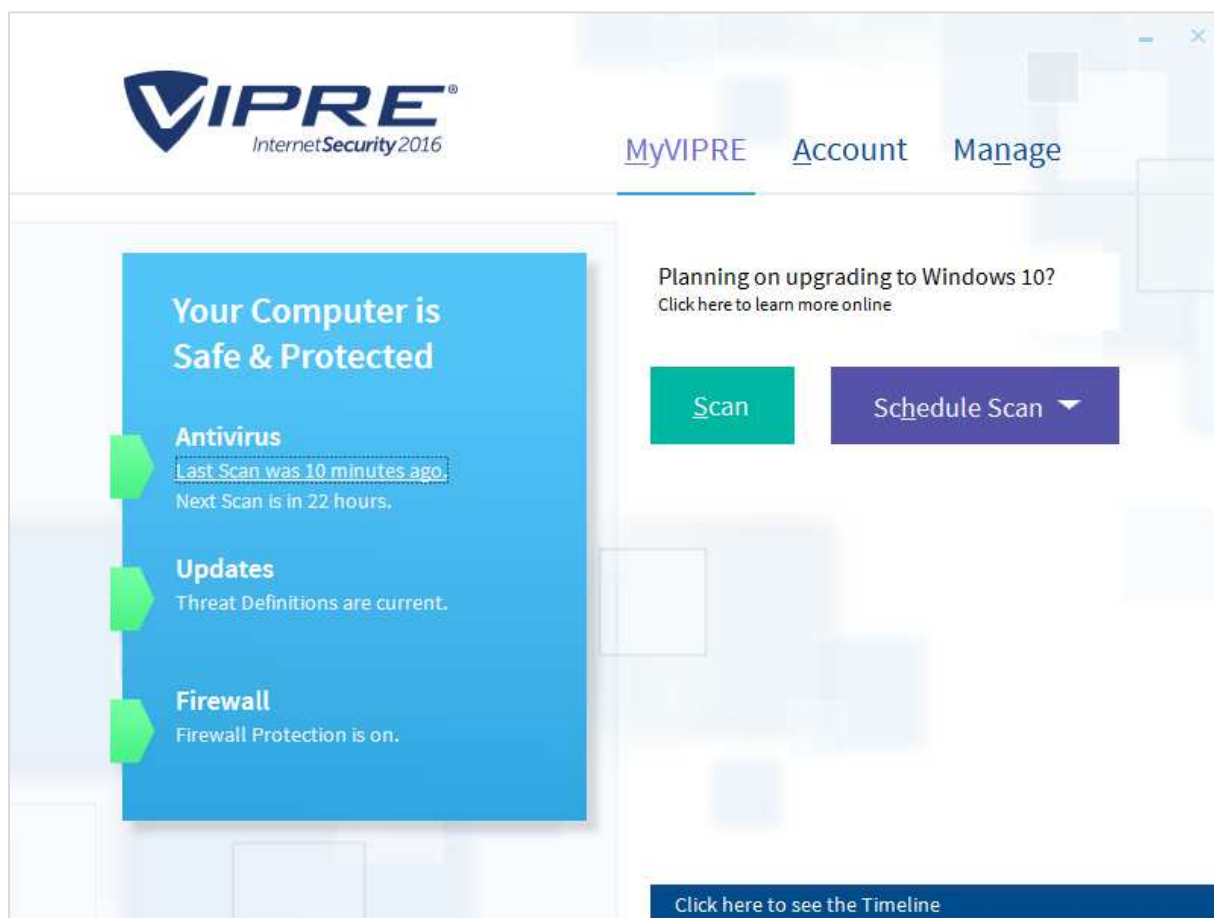 VIPRE®
InternetSecurity2016
MyVIPRE Account Manage
Your Computer is
Safe & Protected
Antivirus
Last Scan was 10 minutes ago.
Next Scan is in 22 hours.
Updates
Threat Definitions are current.
Firewall
Firewall Protection is on.
Planning on upgrading to Windows 10?
Click here to learn more online
Scan Schedule Scan
Click here to see the Timeline